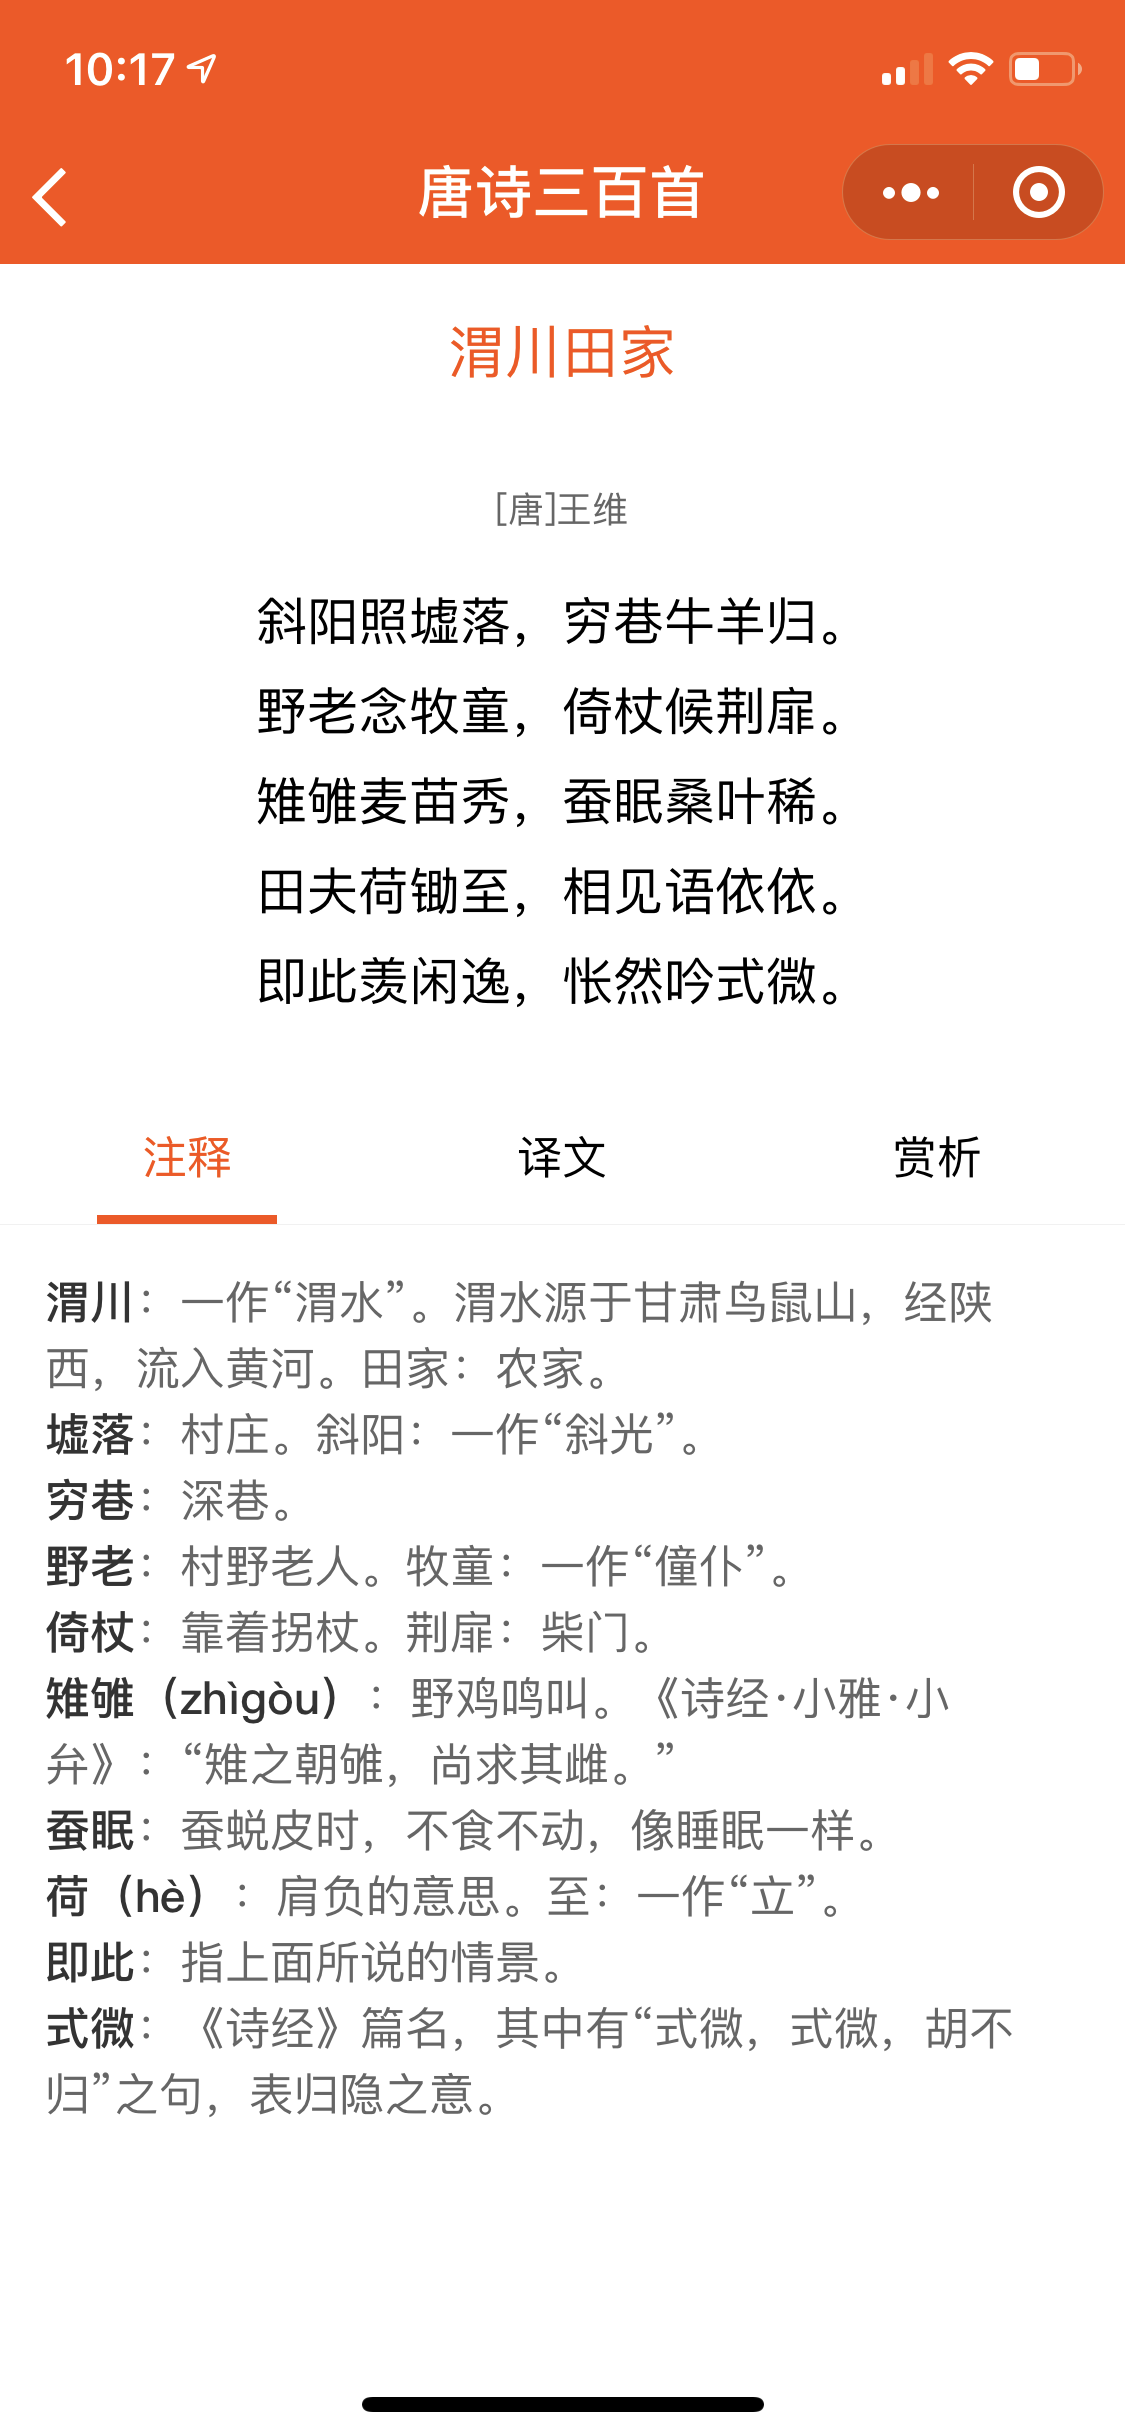 10:17
唐诗三百首
渭川田家
[唐]王维
斜阳照墟落，穷巷牛羊归。
野老念牧童，倚杖候荆扉。
雉雊麦苗秀，蚕眠桑叶稀。
田夫荷锄至，相见语依依。
即此羡闲逸，怅然吟式微。
注释 译文 赏析
渭川：一作“渭水”。渭水源于甘肃鸟鼠山，经陕
西，流入黄河。田家：农家。
墟落：村庄。斜阳：一作“斜光”。
穷巷：深巷。
野老：村野老人。牧童：一作“僮仆”。
倚杖：靠着拐杖。荆扉：柴门。
雉雊（zhìgòu）：野鸡鸣叫。《诗经·小雅·小
弁》：“雉之朝雊，尚求其雌。”
蚕眠：蚕蜕皮时，不食不动，像睡眠一样。
荷（hè）：肩负的意思。至：一作“立”。
即此：指上面所说的情景。
式微：《诗经》篇名，其中有“式微，式微，胡不
归”之句，表归隐之意。